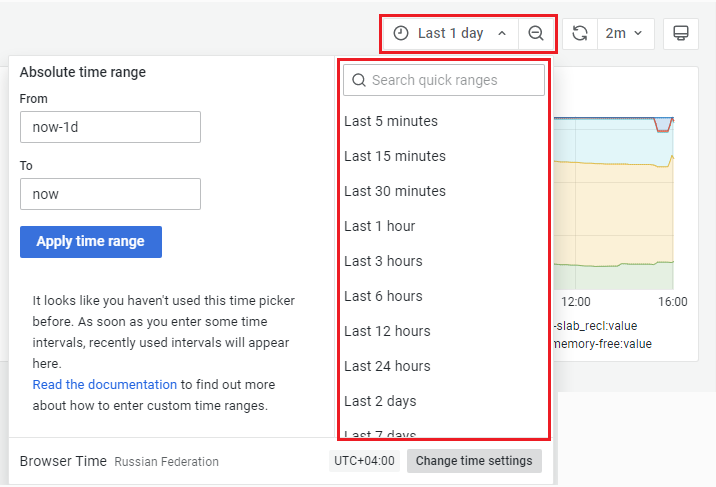 Last 1 day
2m
Absolute time range
From
now-1d
To
now
Apply time range
It looks like you haven't used this time picker
before. As soon as you enter some time
intervals, recently used intervals will appear
here.
Read the documentation to find out more
about how to enter custom time ranges.
Search quick ranges
Last 5 minutes
Last 15 minutes
Last 30 minutes
Last 1 hour
Last 3 hours
Last 6 hours
Last 12 hours
Last 24 hours
Last 2 days
Last 7 days
12:00 16:00
-slab_recl:value
memory-free:value
Browser Time Russian Federation UTC+04:00 Change time settings